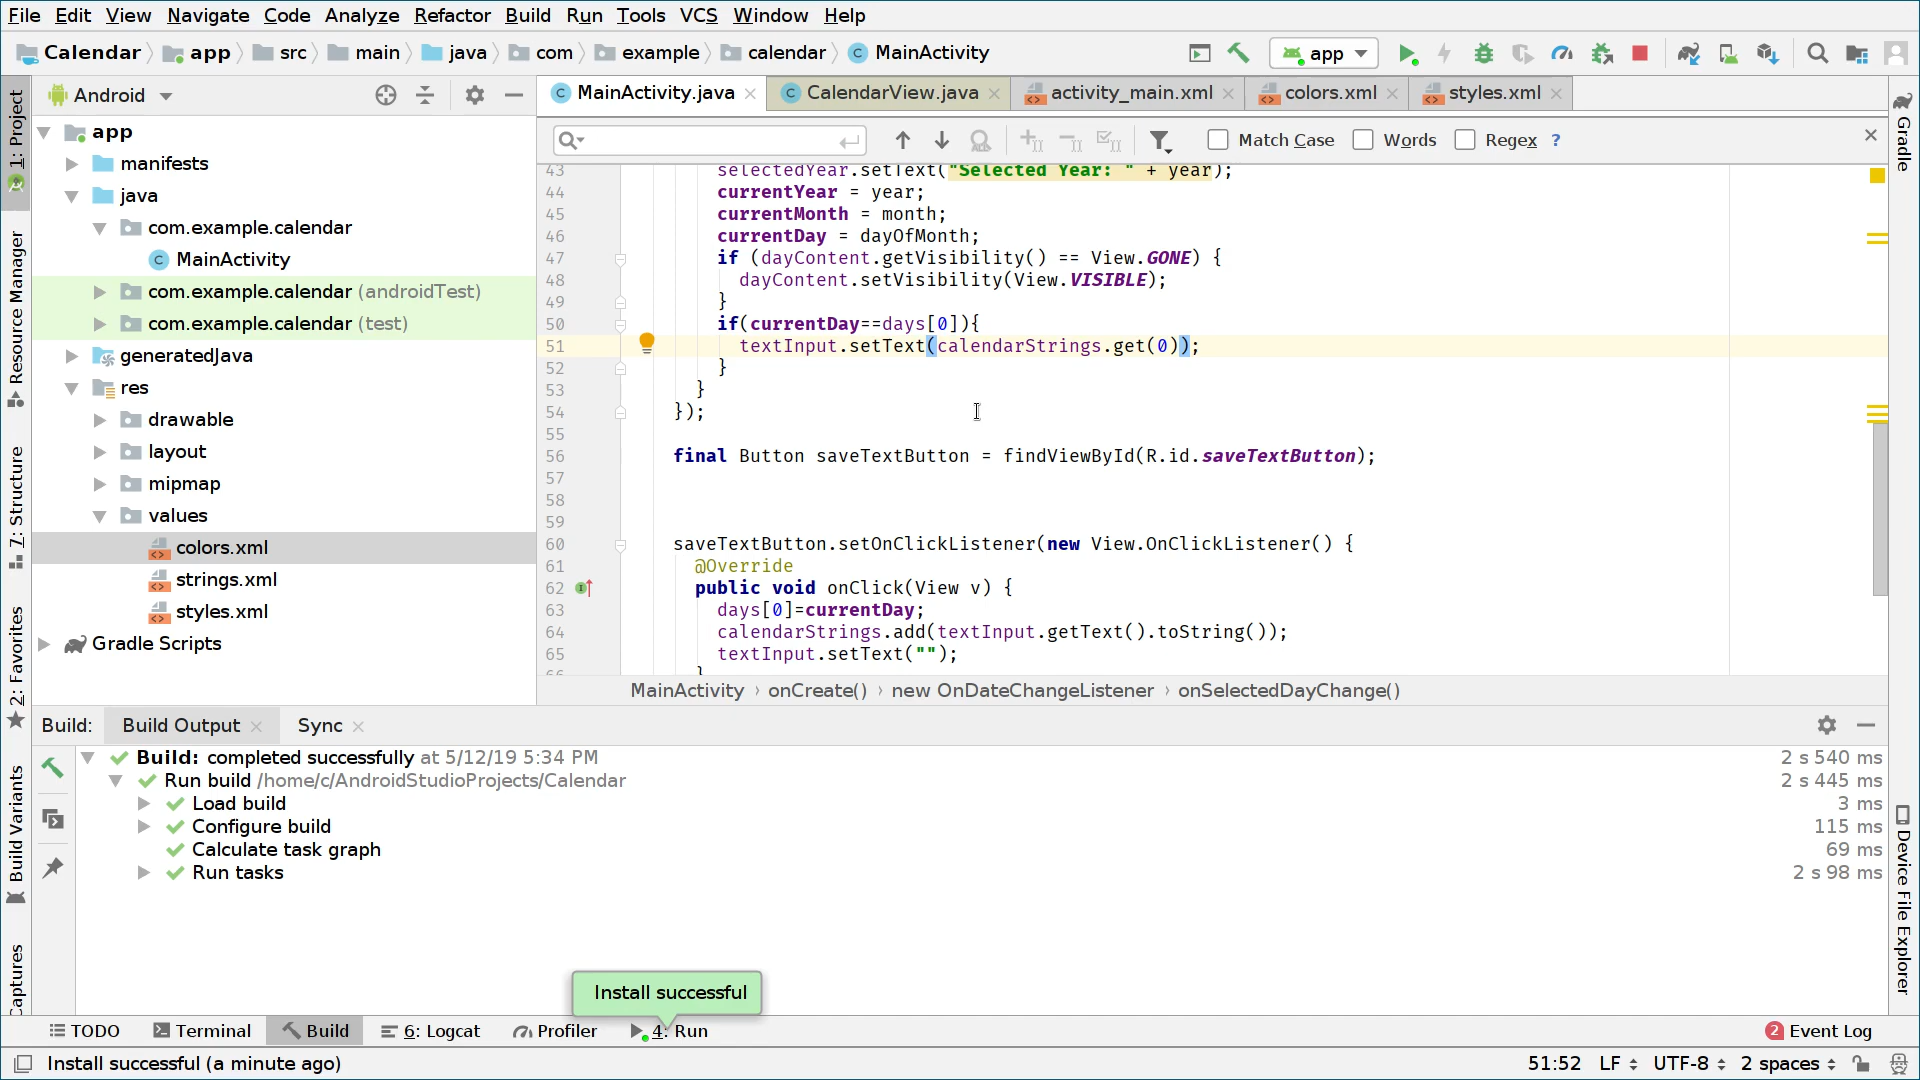 File Edit View Navigate Code Analyze Refactor Build Run Tools VCS Window Help
Calendar app src main java com example calendar MainActivity
app
1: Project
Resource Manager
7: Structure
2: Favorites
Build Variants
Captures
Android
app
manifests
java
com.example.calendar
MainActivity
com.example.calendar (androidTest)
com.example.calendar (test)
generatedJava
res
drawable
layout
mipmap
values
colors.xml
strings.xml
styles.xml
Gradle Scripts
MainActivity.java CalendarView.java activity_main.xml colors.xml styles.xml
Match Case Words Regex ?
43 selectedYear.setText("Selected Year: " + year);
44 currentYear = year;
45 currentMonth = month;
46 currentDay = dayOfMonth;
47 if (dayContent.getVisibility() == View.GONE) {
48 dayContent.setVisibility(View.VISIBLE);
49 }
50 if(currentDay==days[0]){
51 textInput.setText(calendarStrings.get(0));
52 }
53 }
54 });
55
56 final Button saveTextButton = findViewById(R.id.saveTextButton);
57
58
59
60 saveTextButton.setOnClickListener(new View.OnClickListener() {
61 @Override
62 public void onClick(View v) {
63 days[0]=currentDay;
64 calendarStrings.add(textInput.getText().toString());
65 textInput.setText("");
66 }
MainActivity › onCreate() › new OnDateChangeListener › onSelectedDayChange()
Gradle
Device File Explorer
Build: Build Output Sync
Build: completed successfully at 5/12/19 5:34 PM 2 s 540 ms
Run build /home/c/AndroidStudioProjects/Calendar 2 s 445 ms
Load build 3 ms
Configure build 115 ms
Calculate task graph 69 ms
Run tasks 2 s 98 ms
Install successful
TODO Terminal Build 6: Logcat Profiler 4: Run 2 Event Log
Install successful (a minute ago) 51:52 LF UTF-8 2 spaces